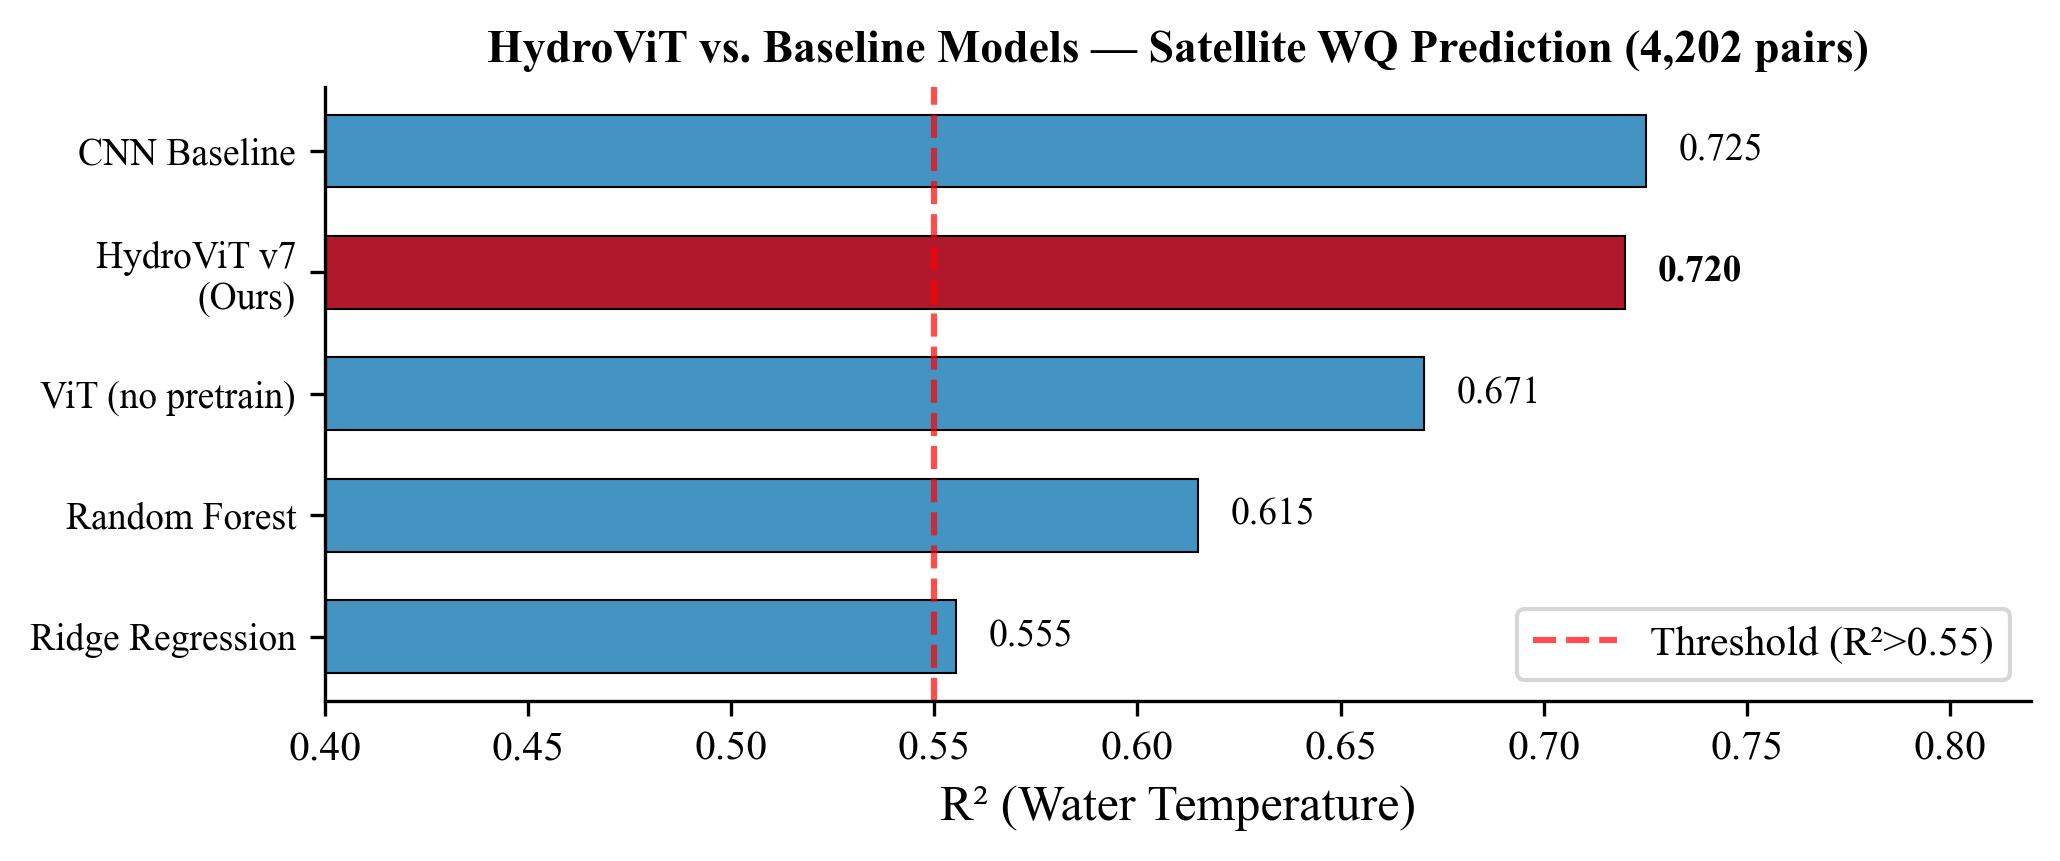 HydroViT vs. Baseline Models — Satellite WQ Prediction (4,202 pairs)
CNN Baseline
0.725
HydroViT v7
(Ours)
0.720
ViT (no pretrain)
0.671
Random Forest
0.615
Ridge Regression
0.555
Threshold (R²>0.55)
0.40 0.45 0.50 0.55 0.60 0.65 0.70 0.75 0.80
R² (Water Temperature)